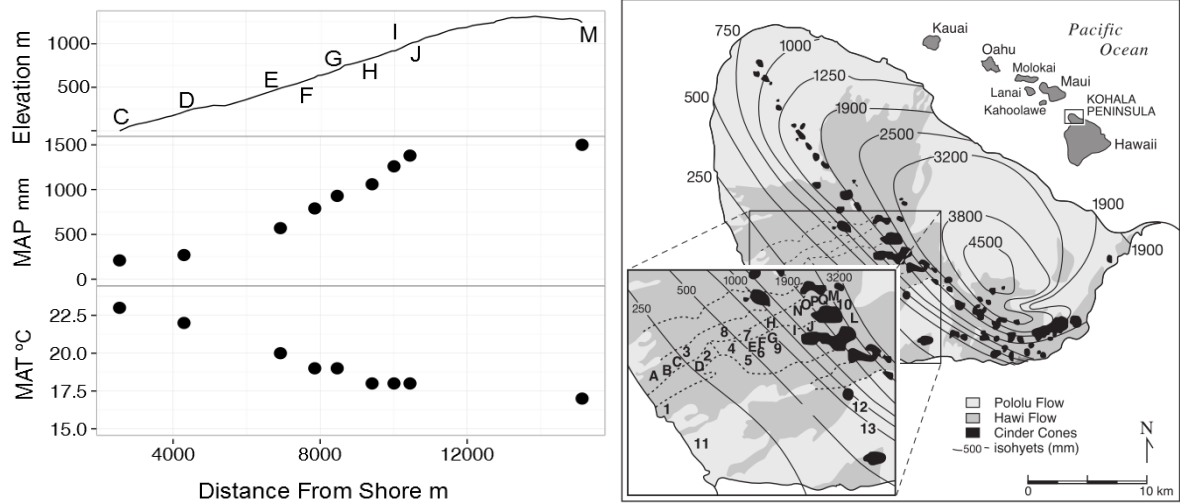 Elevation m
1000
500
0
C
D
E
F
G
H
I
J
M
MAP mm
1500
1000
500
0
MAT ºC
22.5
20.0
17.5
15.0
4000
8000
12000
Distance From Shore m
750
1000
1250
1900
2500
3200
3800
4500
500
250
1900
1900
Kauai
Oahu
Molokai
Lanai
Maui
Kahoolawe
Pacific
Ocean
KOHALA
PENINSULA
Hawaii
250
500
1000
1900
3200
A
B
C
3
D
2
1
11
8
4
7
E
F
5
6
G
9
H
I
J
N
O
P
Q
M
10
L
12
13
Pololu Flow
Hawi Flow
Cinder Cones
500 isohyets (mm)
N
0
10 km